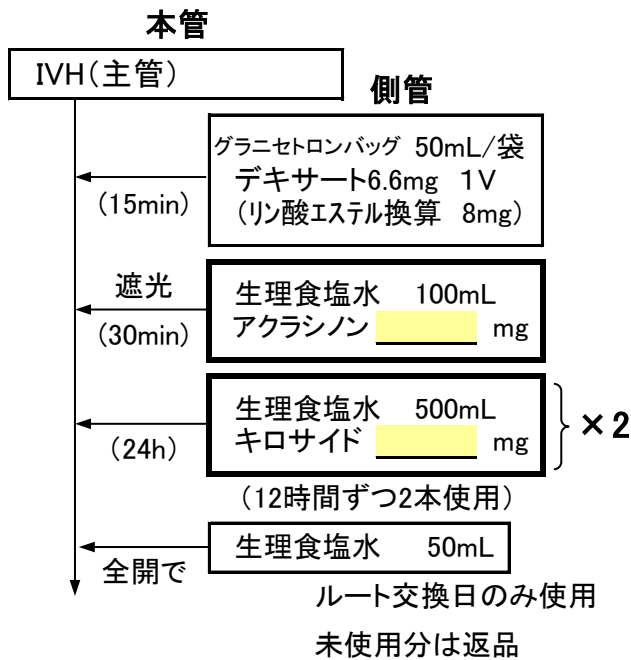 本管
IVH(主管)
側管
グラニセトロンバッグ 50mL/袋
デキサート6.6mg 1V
(リン酸エステル換算 8mg)
(15min)
遮光
(30min)
生理食塩水 100mL
アクラシノン mg
生理食塩水 500mL
キロサイド mg
×2
(24h)
(12時間ずつ2本使用)
生理食塩水 50mL
全開で
ルート交換日のみ使用
未使用分は返品